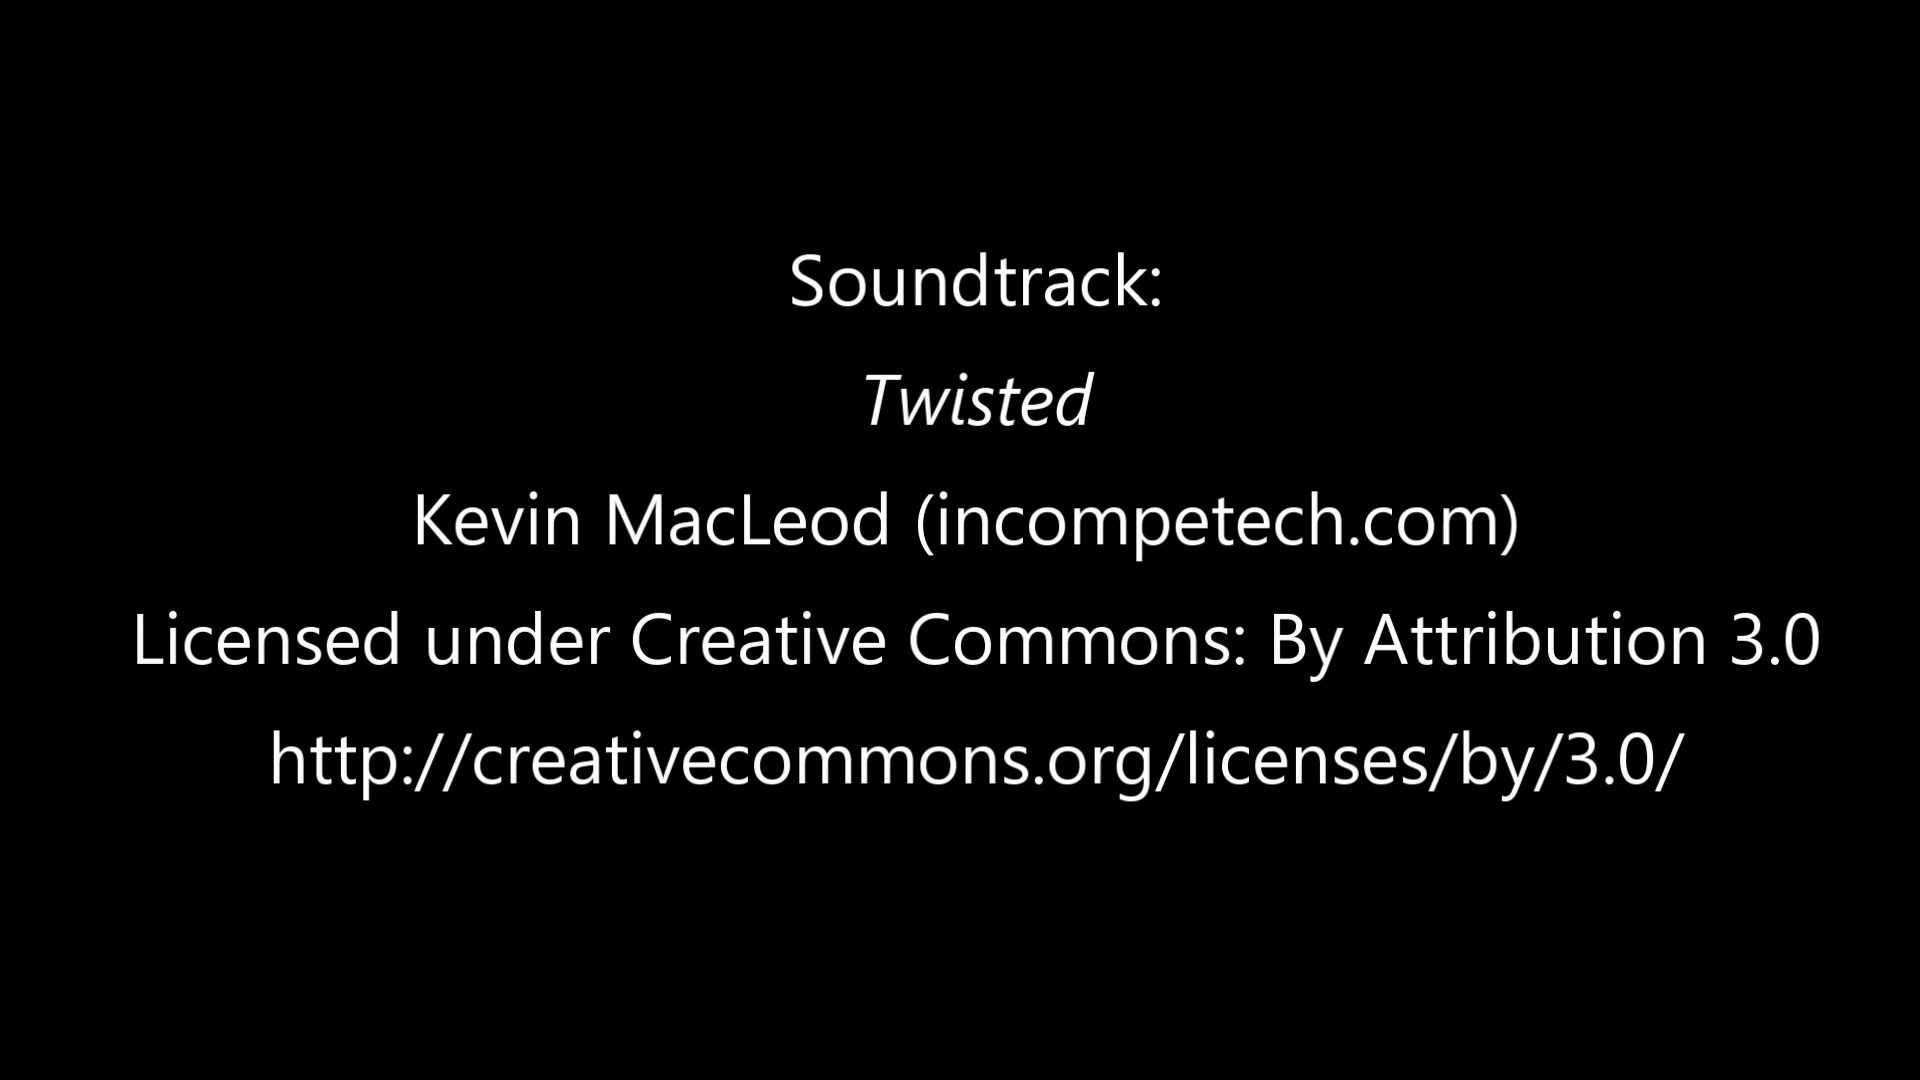 Soundtrack:
Twisted
Kevin MacLeod (incompetech.com)
Licensed under Creative Commons: By Attribution 3.0
http://creativecommons.org/licenses/by/3.0/